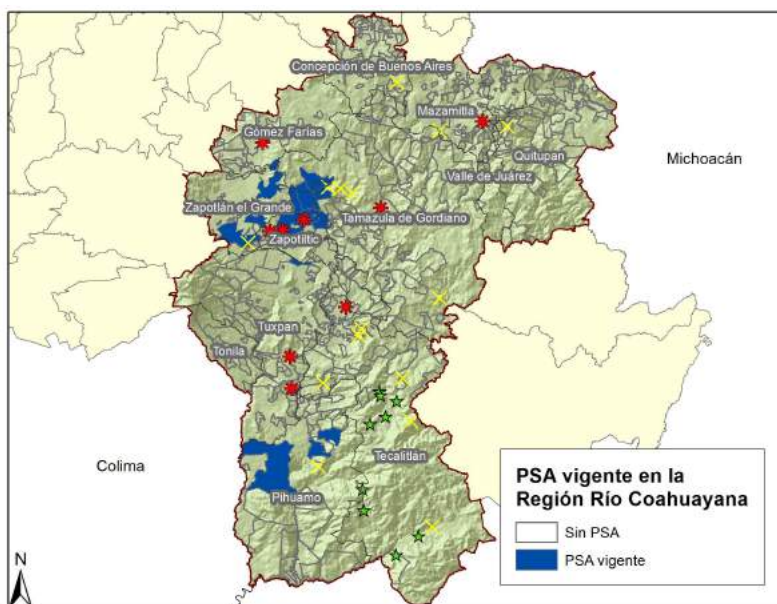 Concepción de Buenos Aires
Mazamitla
Gómez Farías
Quitupan
Michoacán
Valle de Juárez
Zapotlán el Grande
Tamazula de Gordiano
Zapotiltic
Tuxpan
Tonila
Tecalitlán
Colima
Pihuamo
PSA vigente en la
Región Río Coahuayana
Sin PSA
PSA vigente
N